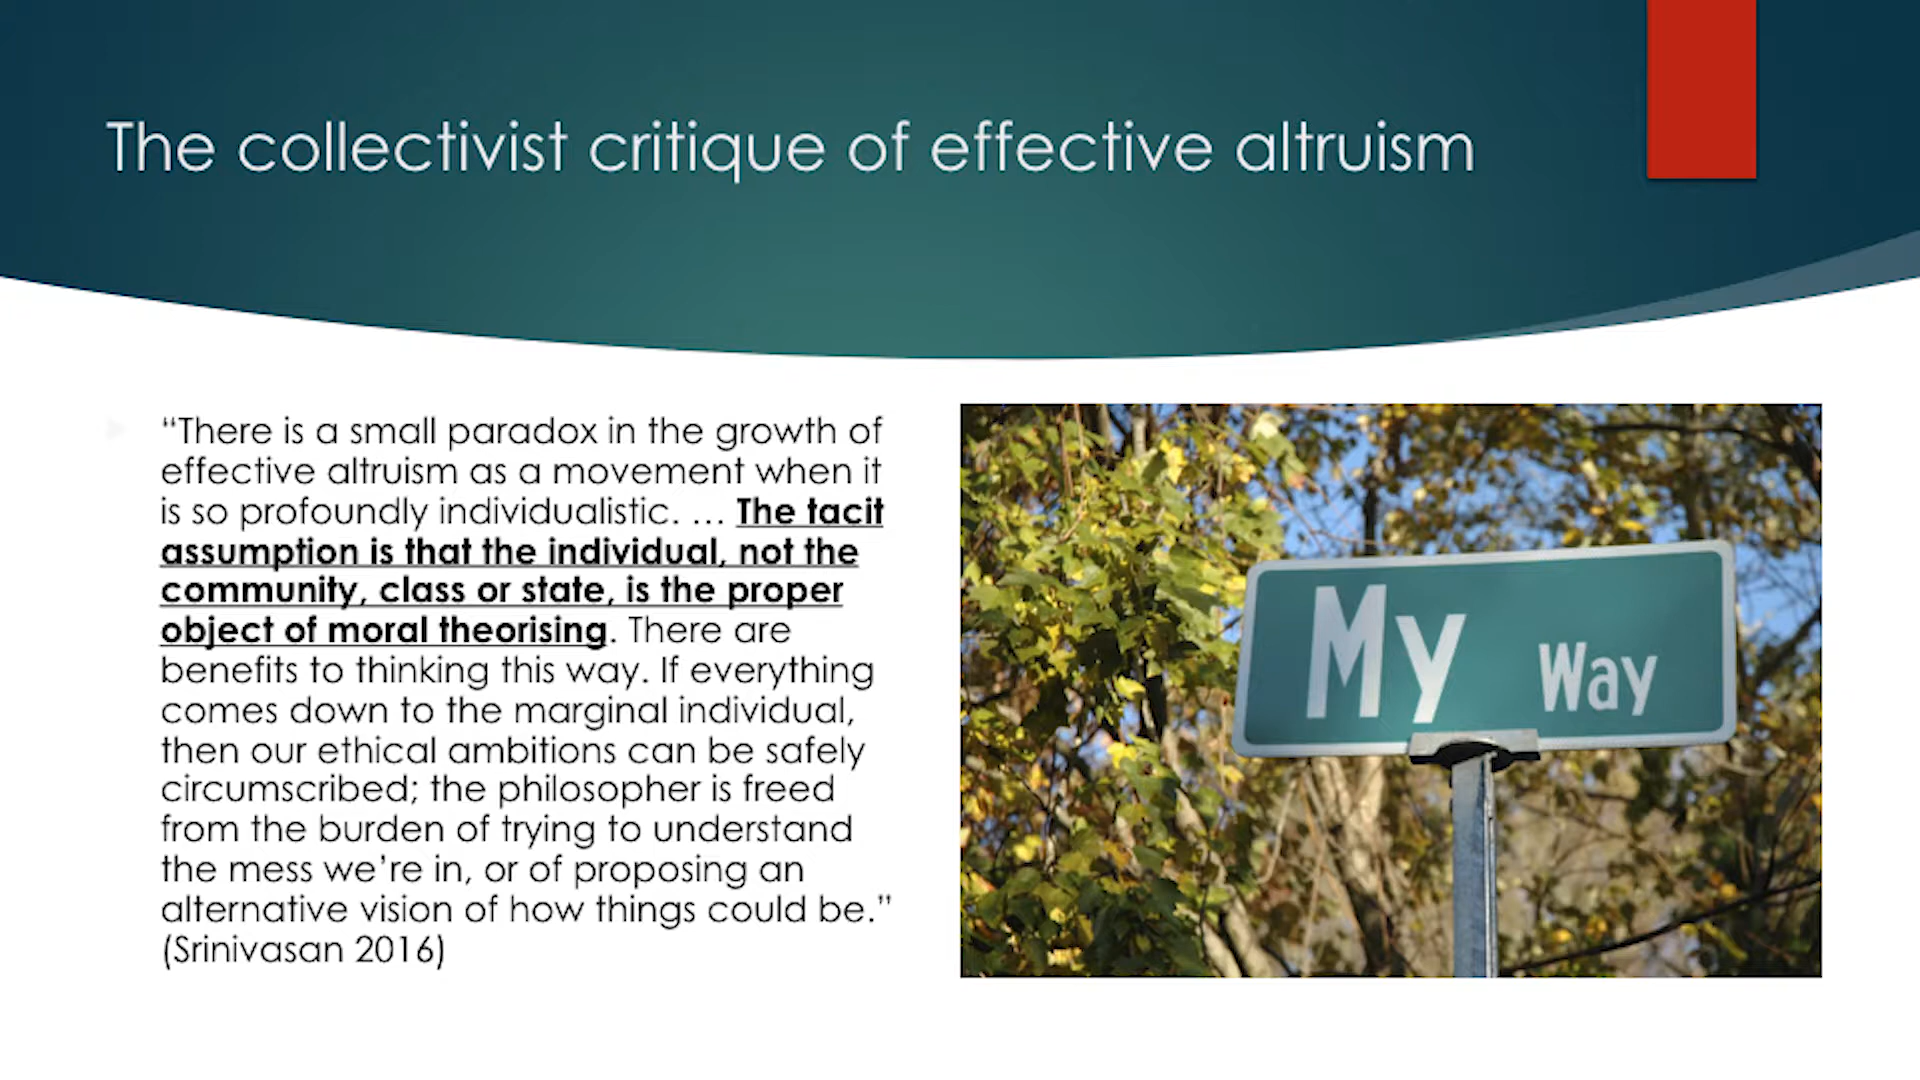 The collectivist critique of effective altruism
“There is a small paradox in the growth of
effective altruism as a movement when it
is so profoundly individualistic. … The tacit
assumption is that the individual, not the
community, class or state, is the proper
object of moral theorising. There are
benefits to thinking this way. If everything
comes down to the marginal individual,
then our ethical ambitions can be safely
circumscribed; the philosopher is freed
from the burden of trying to understand
the mess we’re in, or of proposing an
alternative vision of how things could be.”
(Srinivasan 2016)
My Way